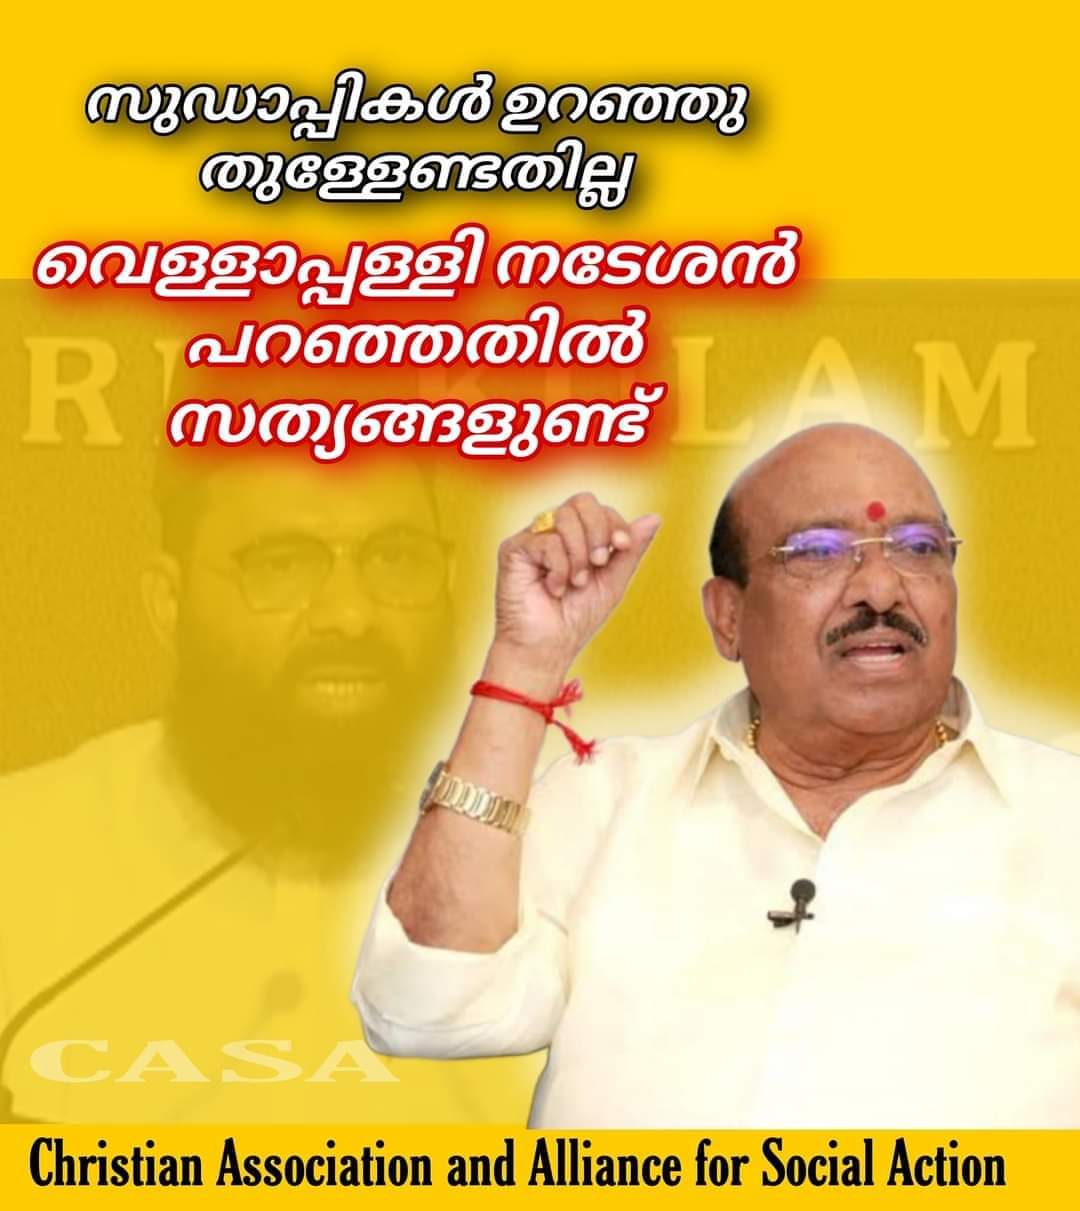 സുഡാപ്പികൾ ഉറഞ്ഞു
തുള്ളേണ്ടതില്ല
വെള്ളാപ്പള്ളി നടേശൻ
പറഞ്ഞതിൽ
സത്യങ്ങളുണ്ട്
CASA
Christian Association and Alliance for Social Action